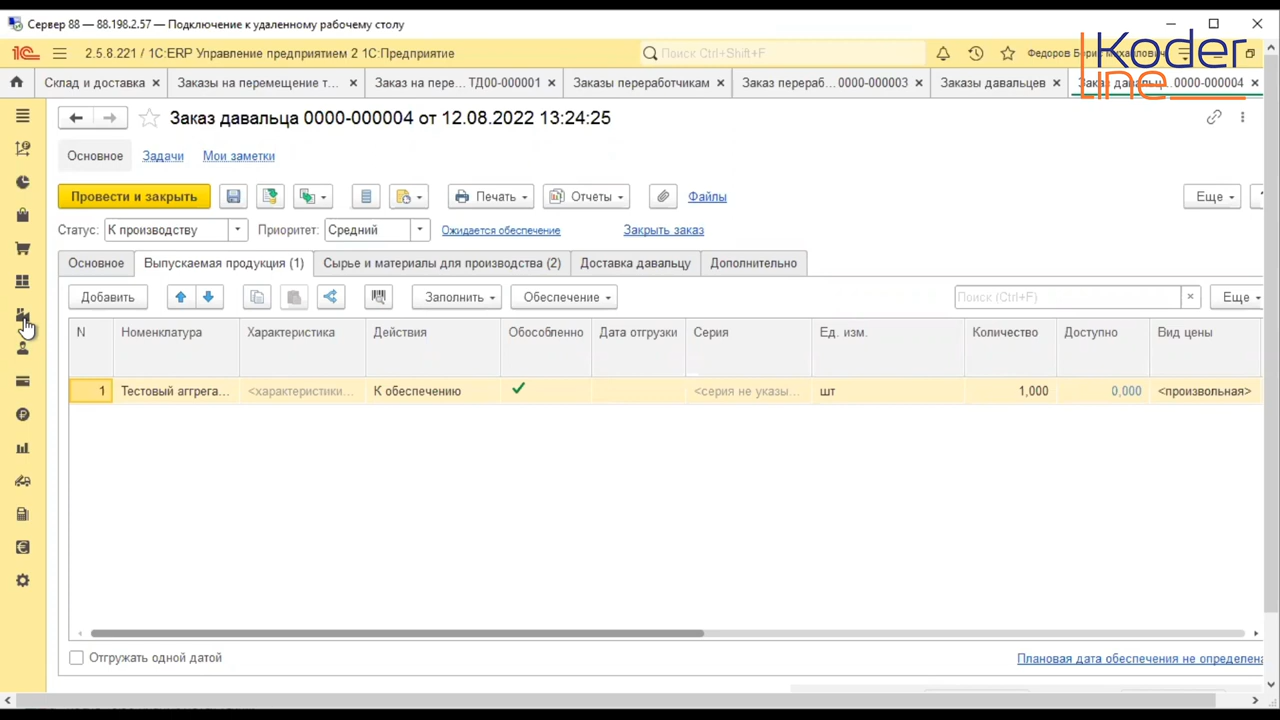 Сервер 88 — 88.198.2.57 — Подключение к удаленному рабочему столу
2.5.8.221 / 1С:ERP Управление предприятием 2 1С:Предприятие
Поиск Ctrl+Shift+F
Koder
Line
Склад и доставка
Заказы на перемещение т...
ТД00-000001
Заказы переработчикам
Заказ перераб... 0000-000003
Заказы давальцев
0000-000004
Заказ давальца 0000-000004 от 12.08.2022 13:24:25
Основное
Задачи
Мои заметки
Провести и закрыть
Печать
Отчеты
Файлы
Еще
Статус: К производству
Приоритет: Средний
Ожидается обеспечение
Закрыть заказ
Основное
Выпускаемая продукция (1)
Сырье и материалы для производства (2)
Доставка давальцу
Дополнительно
Добавить
Заполнить
Обеспечение
Поиск (Ctrl+F)
Еще
N Номенклатура Характеристика Действия Обособленно Дата отгрузки Серия Ед. изм. Количество Доступно Вид цены
1 Тестовый аггрега... <характеристики... К обеспечению <серия не указы... шт 1,000 0,000 <произвольная>
Отгружать одной датой
Плановая дата обеспечения не определена